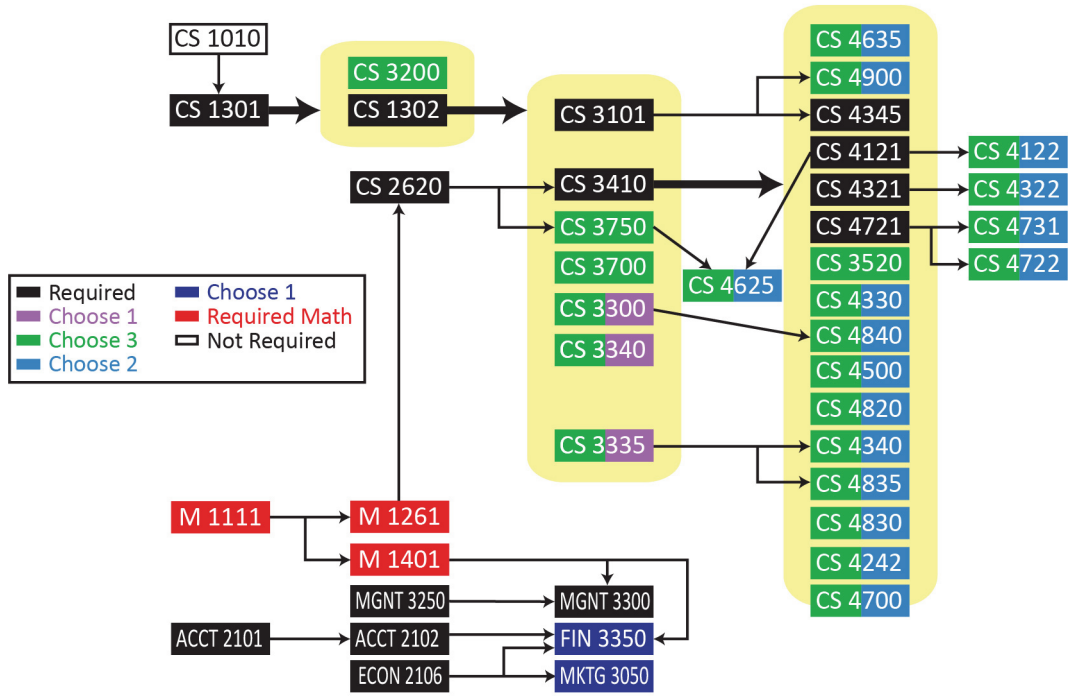 CS 1010
CS 1301
CS 3200
CS 1302
CS 2620
CS 3101
CS 3410
CS 3750
CS 3700
CS 3300
CS 3340
CS 3335
CS 4625
CS 4635
CS 4900
CS 4345
CS 4121
CS 4321
CS 4721
CS 3520
CS 4330
CS 4840
CS 4500
CS 4820
CS 4340
CS 4835
CS 4830
CS 4242
CS 4700
CS 4122
CS 4322
CS 4731
CS 4722
Required
Choose 1
Choose 3
Choose 2
Choose 1
Required Math
Not Required
M 1111
M 1261
M 1401
MGNT 3250
MGNT 3300
ACCT 2101
ACCT 2102
FIN 3350
ECON 2106
MKTG 3050